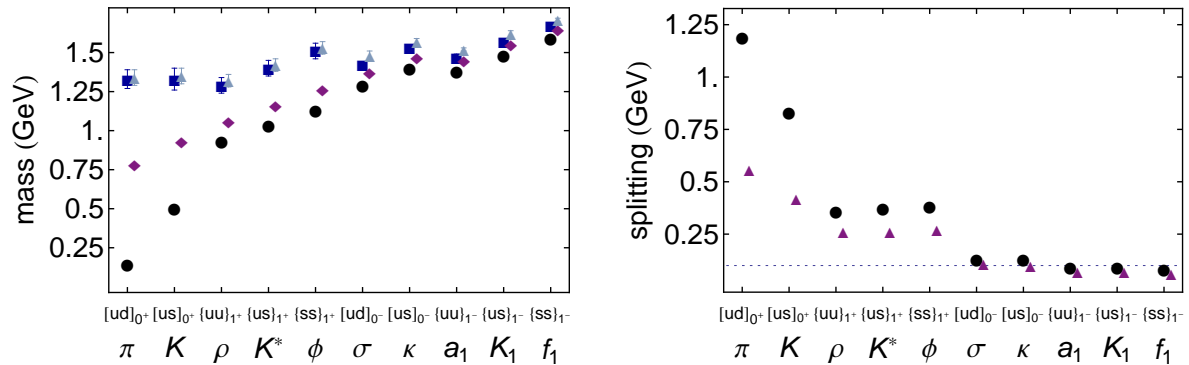 mass (GeV)
1.5
1.25
1.
0.75
0.5
0.25
[ud]0+ [us]0+ {uu}1+ {us}1+ {ss}1+ [ud]0- [us]0- {uu}1- {us}1- {ss}1-
π K ρ K* ϕ σ κ a1 K1 f1
splitting (GeV)
1.25
1.
0.75
0.5
0.25
[ud]0+ [us]0+ {uu}1+ {us}1+ {ss}1+ [ud]0- [us]0- {uu}1- {us}1- {ss}1-
π K ρ K* ϕ σ κ a1 K1 f1